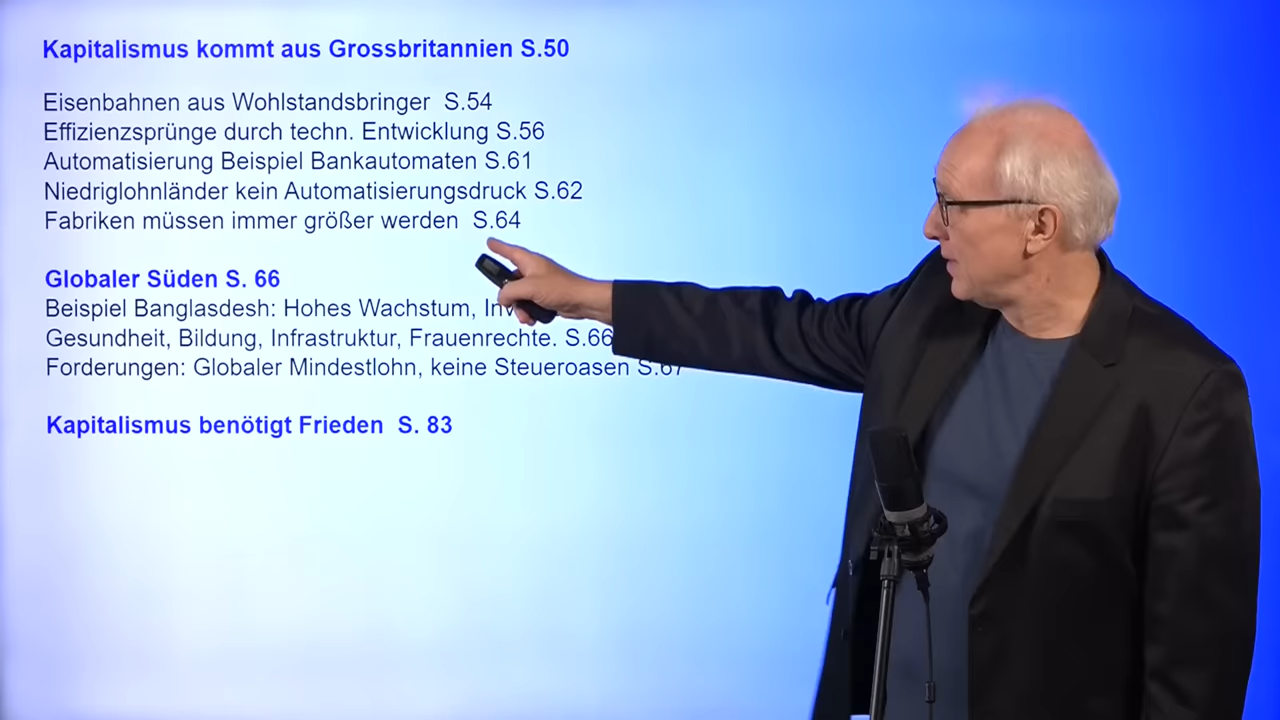 Kapitalismus kommt aus Grossbritannien S.50
Eisenbahnen aus Wohlstandsbringer S.54
Effizienzsprünge durch techn. Entwicklung S.56
Automatisierung Beispiel Bankautomaten S.61
Niedriglohnländer kein Automatisierungsdruck S.62
Fabriken müssen immer größer werden S.64
Globaler Süden S. 66
Beispiel Banglasdesh: Hohes Wachstum,
Gesundheit, Bildung, Infrastruktur, Frauenrechte. S.66
Forderungen: Globaler Mindestlohn, keine Steueroasen S.67
Kapitalismus benötigt Frieden S. 83